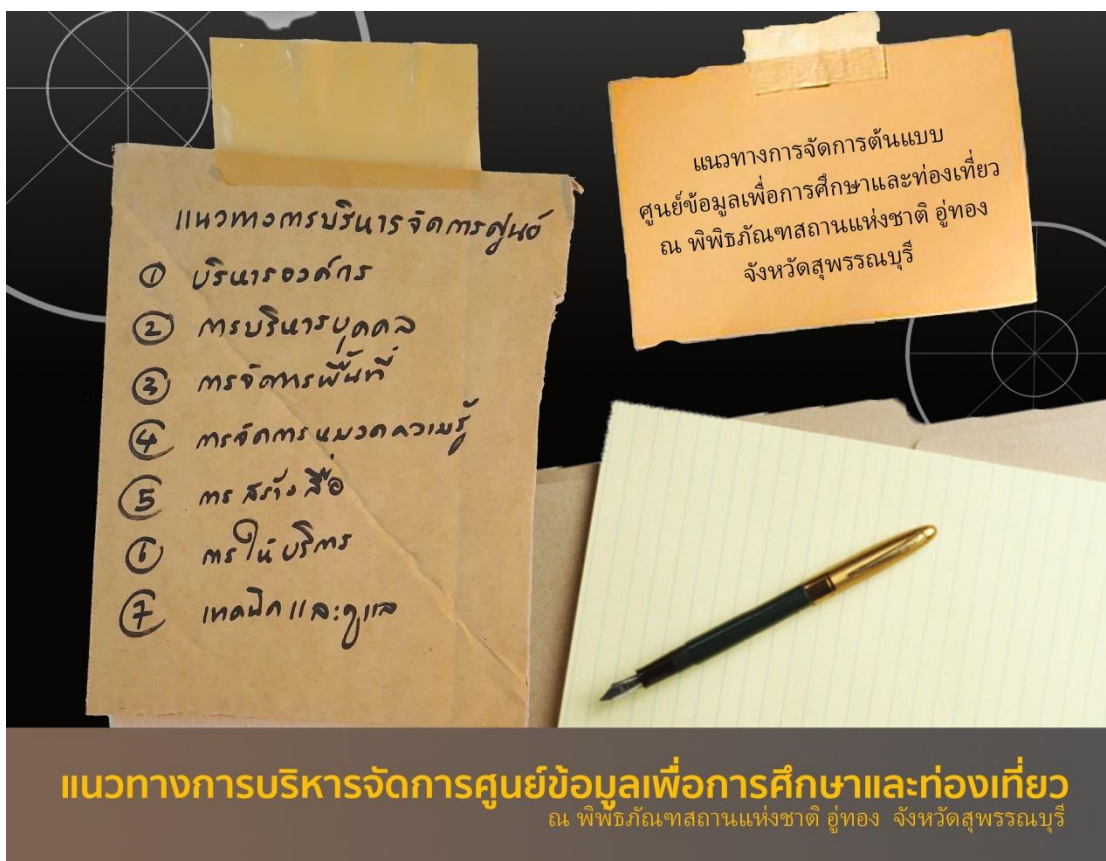 แนวทางการบริหารจัดการศูนย์
① บริหารองค์กร
② การบริหารบุคคล
③ การจัดการพื้นที่
④ การจัดการหมวดความรู้
⑤ การสร้างสื่อ
⑥ การให้บริการ
⑦ เทคนิคและดูแล
แนวทางการจัดการต้นแบบ
ศูนย์ข้อมูลเพื่อการศึกษาและท่องเที่ยว
ณ พิพิธภัณฑสถานแห่งชาติ อู่ทอง
จังหวัดสุพรรณบุรี
แนวทางการบริหารจัดการศูนย์ข้อมูลเพื่อการศึกษาและท่องเที่ยว
ณ พิพิธภัณฑสถานแห่งชาติ อู่ทอง จังหวัดสุพรรณบุรี